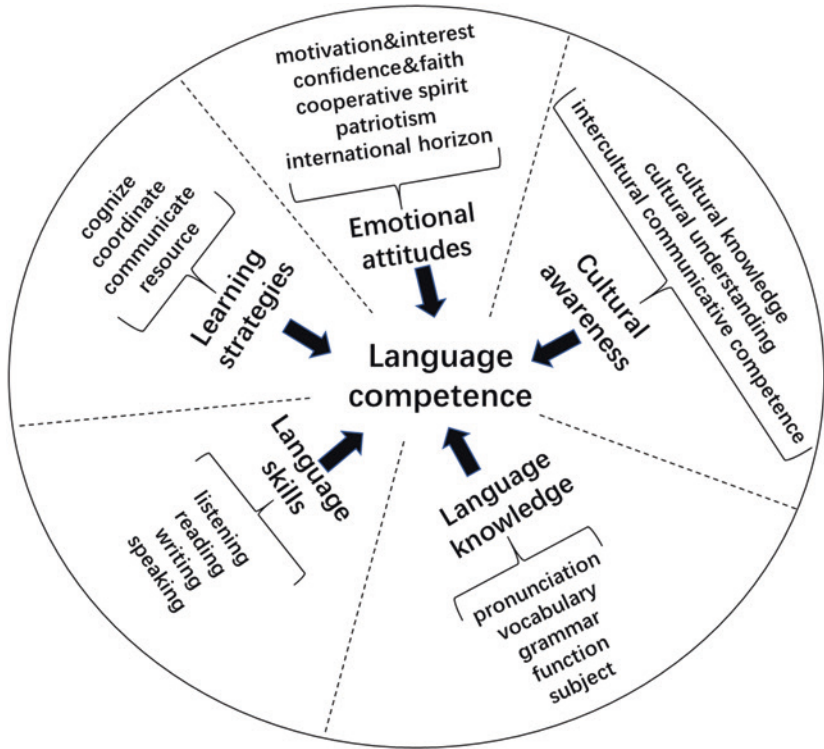 motivation&interest
confidence&faith
cooperative spirit
patriotism
international horizon
Emotional
attitudes
cultural knowledge
cultural understanding
intercultural communicative competence
Cultural
awareness
cognize
coordinate
communicate
resource
Learning
strategies
Language
competence
Language
skills
listening
reading
writing
speaking
Language
knowledge
pronunciation
vocabulary
grammar
function
subject